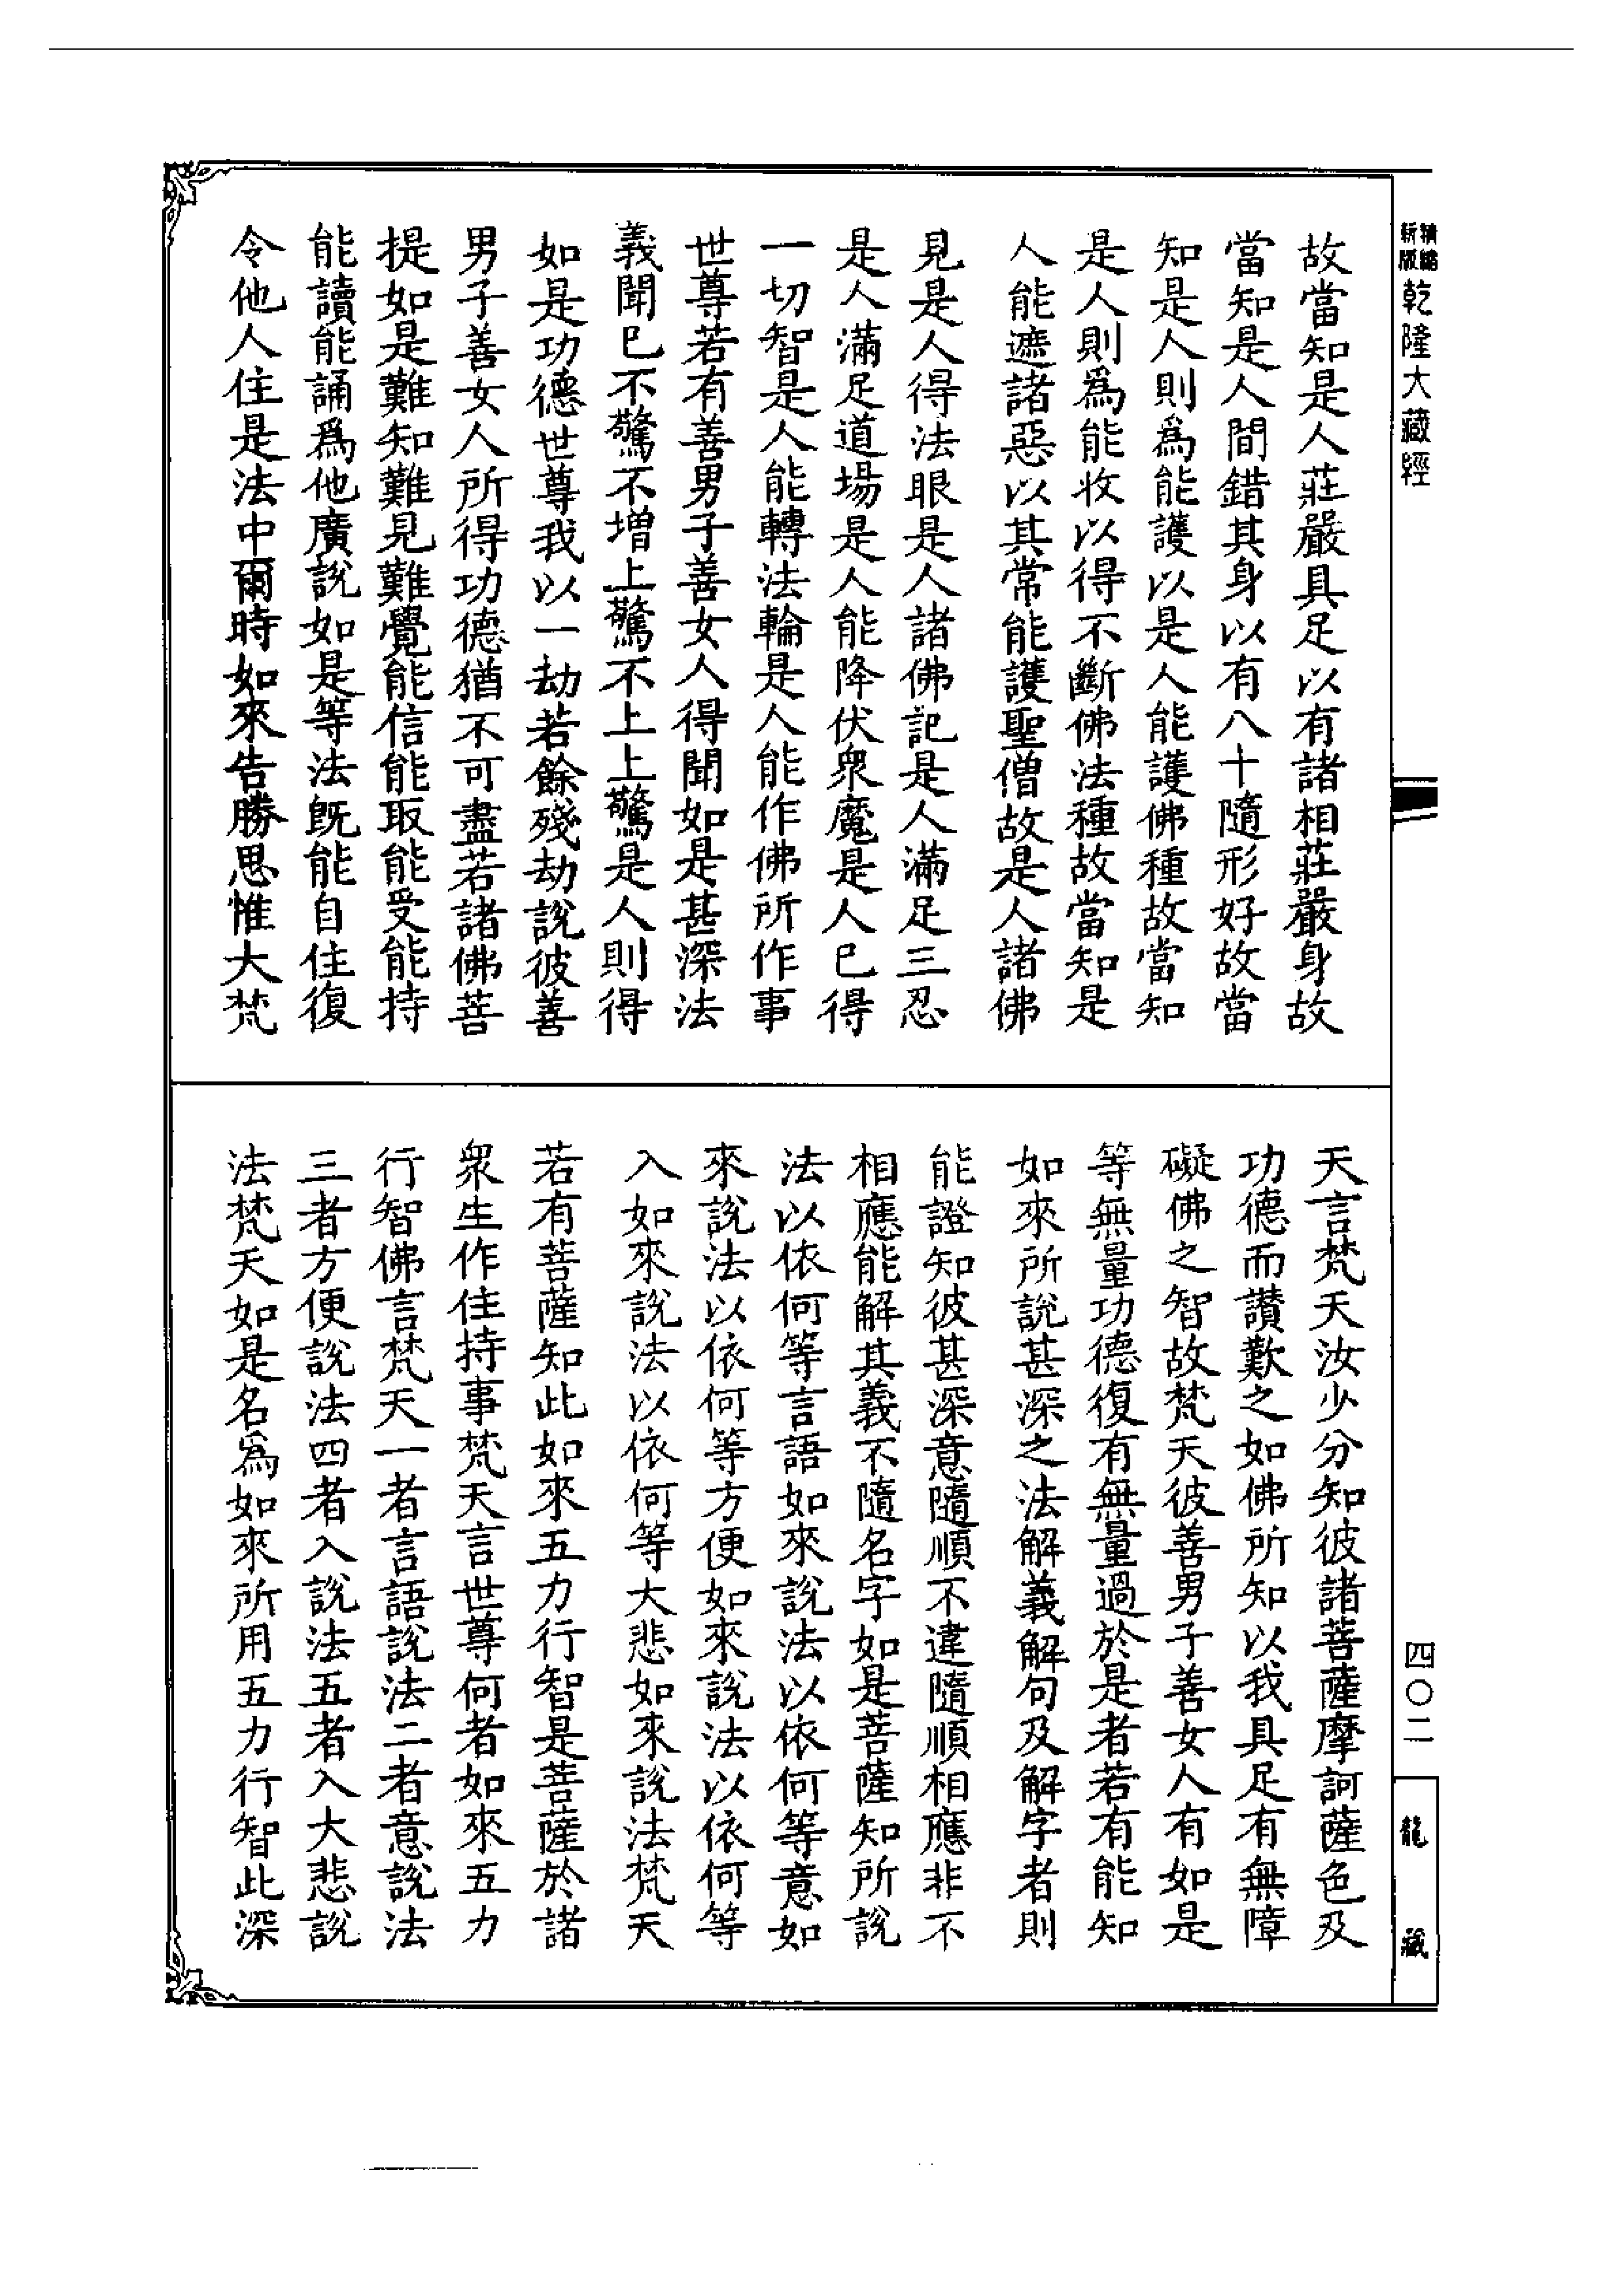 新版精縮乾隆大藏經
故當知是人莊嚴具足以有諸相莊嚴身故
當知是人間錯其身以有八十隨形好故當
知是人則為能護以是人能護佛種故當知
是人則為能收以得不斷佛法種故當知是
人能遮諸惡以其常能護聖僧故是人諸佛
見是人得法眼是人諸佛記是人滿足三忍
是人滿足道場是人能降伏眾魔是人已得
一切智是人能轉法輪是人能作佛所作事
世尊若有善男子善女人得聞如是甚深法
義聞已不驚不增上驚不上上驚是人則得
如是功德世尊我以一劫若餘殘劫說彼善
男子善女人所得功德猶不可盡若諸佛菩
提如是難知難見難覺能信能取能受能持
能讀能誦爲他廣說如是等法旣能自住復
令他人住是法中爾時如來告勝思惟大梵
天言梵天汝少分知彼諸菩薩摩訶薩色及
功德而讚歎之如佛所知以我具足有無障
礙佛之智故梵天彼善男子善女人有如是
等無量功德復有無量過於是者若有能知
如來所說甚深之法解義解句及解字者則
能證知彼甚深意隨順不違隨順相應非不
相應能解其義不隨名字如是菩薩知所說
法以依何等言語如來說法以依何等意如
來說法以依何等方便如來說法以依何等
入如來說法以依何等大悲如來說法梵天
若有菩薩知此如來五力行智是菩薩於諸
眾生作住持事梵天言世尊何者如來五力
行智佛言梵天一者言語說法二者意說法
三者方便說法四者入說法五者入大悲說
法梵天如是名為如來所用五力行智此深
四〇二
龍藏